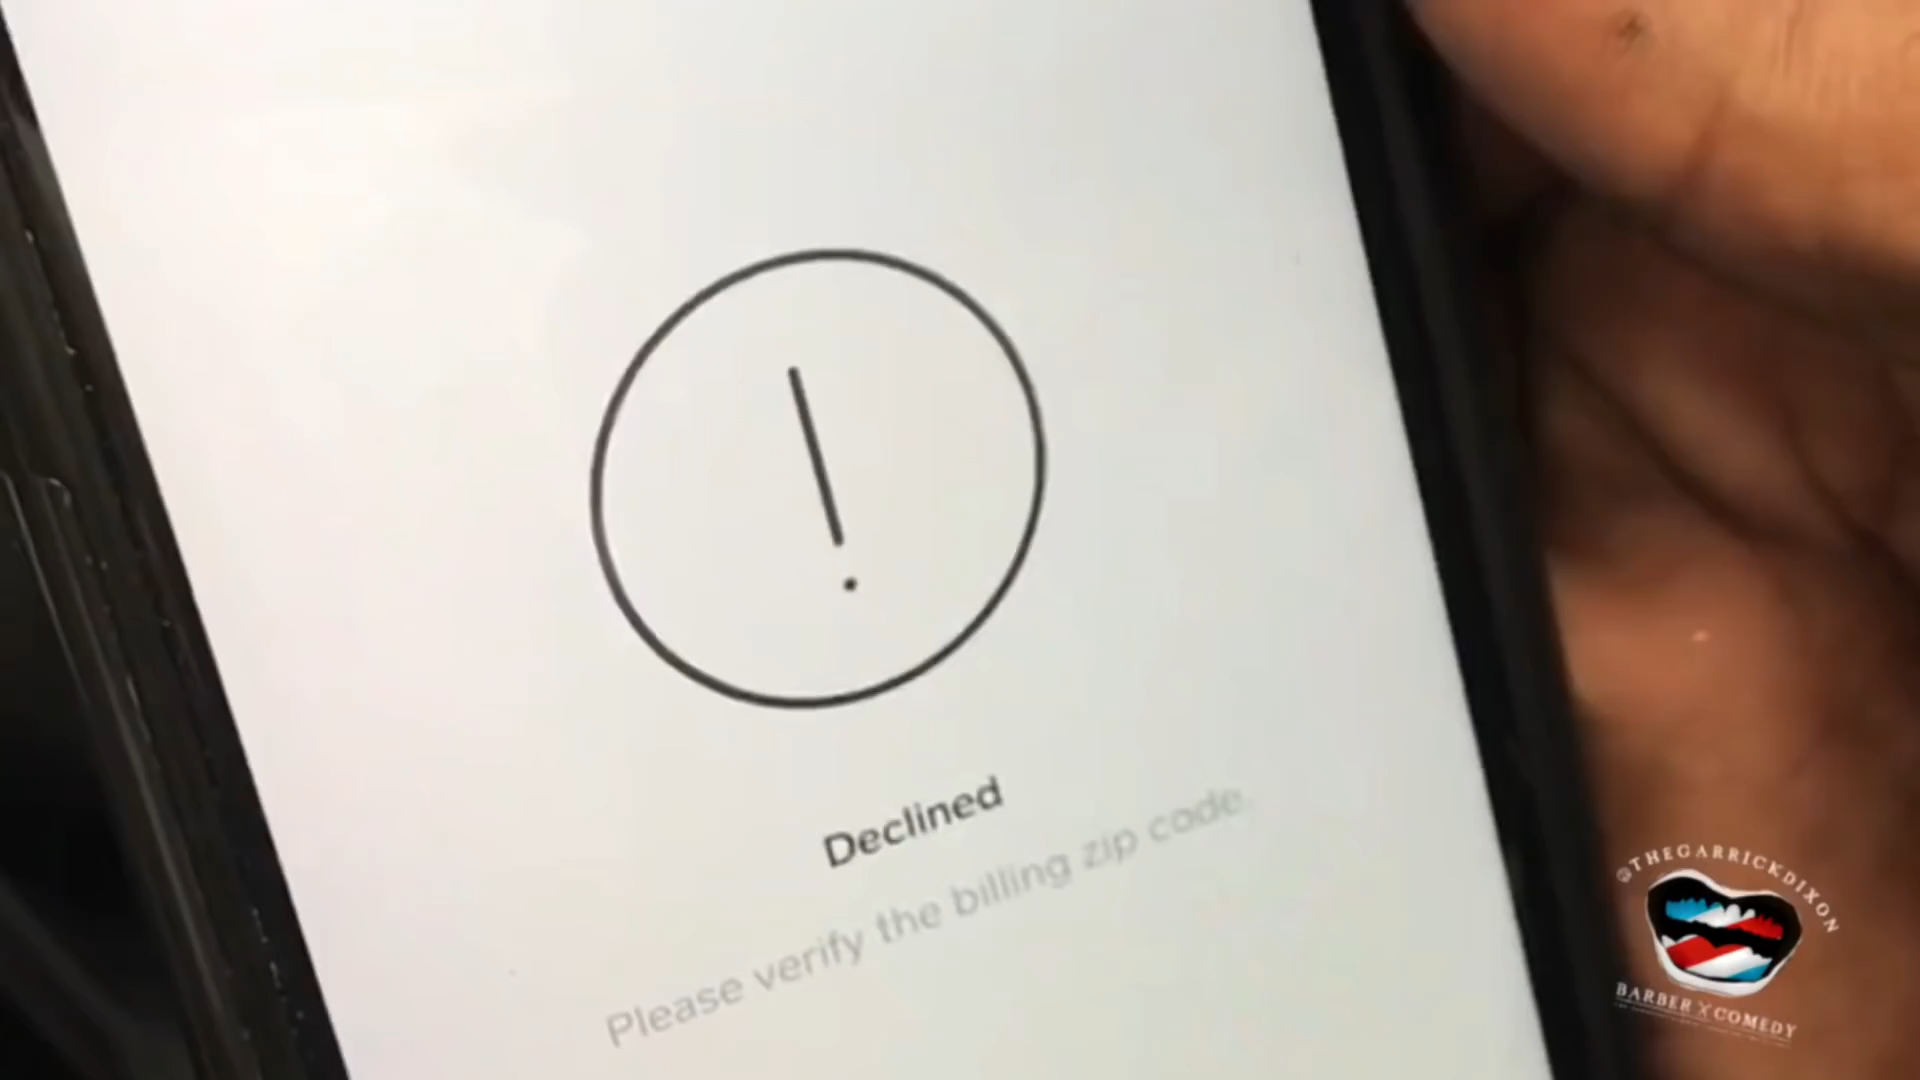 Declined
Please verify the billing zip code.
@THEGARRICKDIXON
BARBER X COMEDY